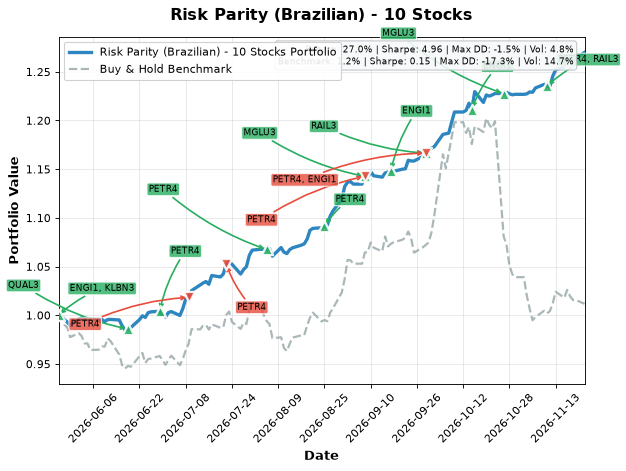 Risk Parity (Brazilian) - 10 Stocks
MGLU3
Risk Parity (Brazilian) - 10 Stocks Portfolio
Buy & Hold Benchmark
27.0% | Sharpe: 4.96 | Max DD: -1.5% | Vol: 4.8%
.2% | Sharpe: 0.15 | Max DD: -17.3% | Vol: 14.7%
RAIL3
ENGI1
RAIL3
MGLU3
PETR4, ENGI1
PETR4
PETR4
PETR4
PETR4
QUAL3
ENGI1, KLBN3
PETR4
PETR4
1.25
1.20
1.15
1.10
1.05
1.00
0.95
Portfolio Value
2026-06-06
2026-06-22
2026-07-08
2026-07-24
2026-08-09
2026-08-25
2026-09-10
2026-09-26
2026-10-12
2026-10-28
2026-11-13
Date